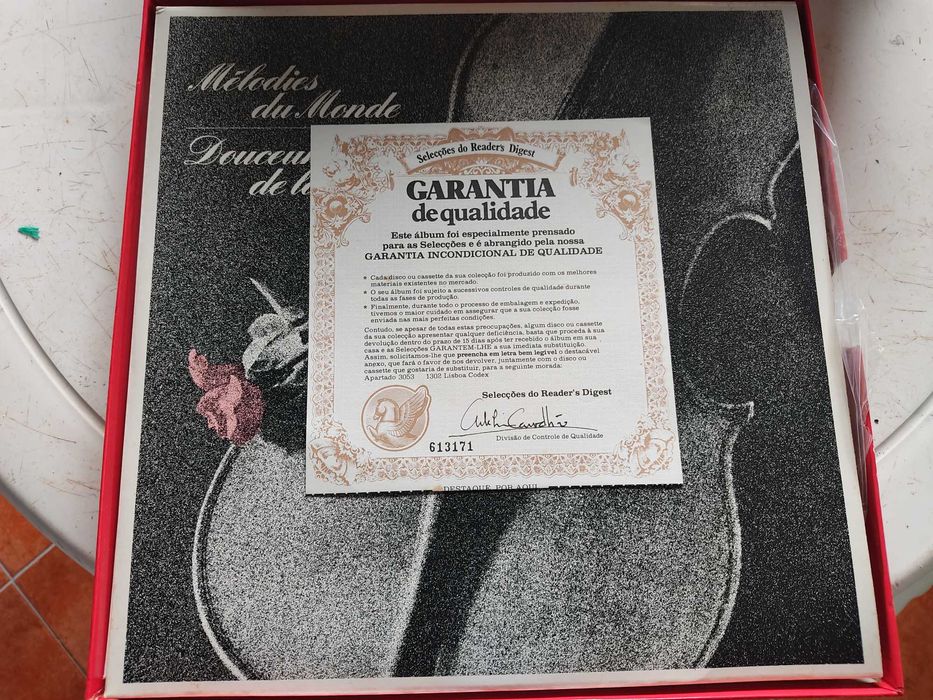 Mélodies
du Monde
Douceur
de la
Selecções do Reader's Digest
GARANTIA
de qualidade
Este álbum foi especialmente prensado
para as Selecções e é abrangido pela nossa
GARANTIA INCONDICIONAL DE QUALIDADE
* Cada disco ou cassette da sua colecção foi produzido com os melhores
materiais existentes no mercado.
* O seu álbum foi sujeito a sucessivos controles de qualidade durante
todas as fases de produção.
* Finalmente, durante todo o processo de embalagem e expedição,
tivemos o maior cuidado em assegurar que a sua colecção fosse
enviada nas mais perfeitas condições.
Contudo, se apesar de todas estas preocupações, algum disco ou cassette
da sua colecção apresentar qualquer deficiência, basta que proceda à sua
devolução dentro do prazo de 15 dias após ter recebido o álbum em sua
casa e as Selecções GARANTEM-LHE a sua imediata substituição.
Assim, solicitamos-lhe que preencha em letra bem legível o destacável
anexo, que fará o favor de nos devolver, juntamente com o disco ou
cassette que gostaria de substituir, para a seguinte morada:
Apartado 3053 1302 Lisboa Codex
Selecções do Reader's Digest
Divisão de Controle de Qualidade
613171
DESTAQUE POR AQUI